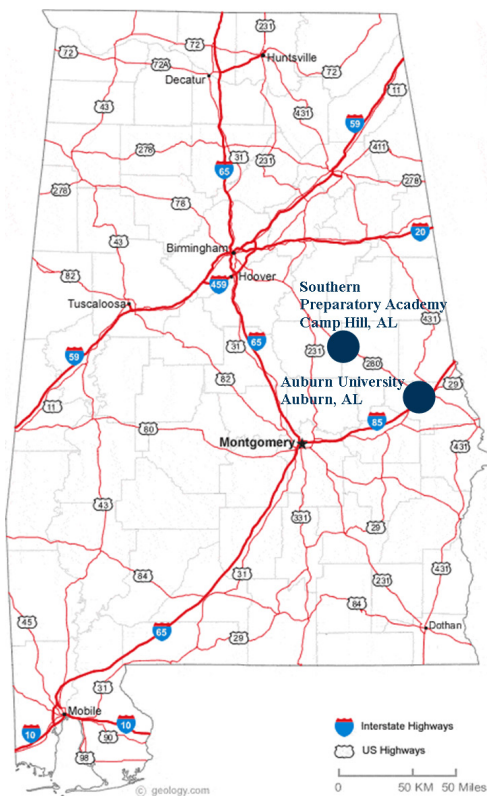 231
72
72
Huntsville
72A
72
Decatur
11
43
431
59
278
31
231
411
65
278
278
78
43
20
Birmingham
82
459
Hoover
Southern
Preparatory Academy
Camp Hill, AL
Tuscaloosa
431
65
31
231
59
280
82
Auburn University
Auburn, AL
29
11
85
80
Montgomery
431
43
331
29
84
31
231
431
84
45
65
29
Dothan
31
Mobile
10
10
90
98
Interstate Highways
US Highways
0 50 KM 50 Miles
© geology.com